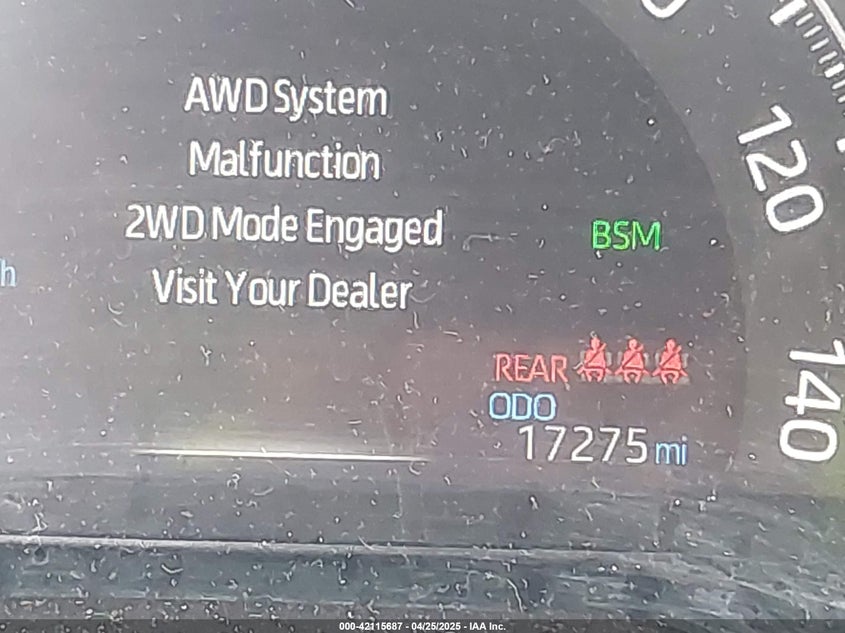 AWD System
Malfunction
2WD Mode Engaged
Visit Your Dealer
h
BSM
REAR
ODO
17275 mi
120
140
000-42115687 - 04/25/2025 - IAA Inc.